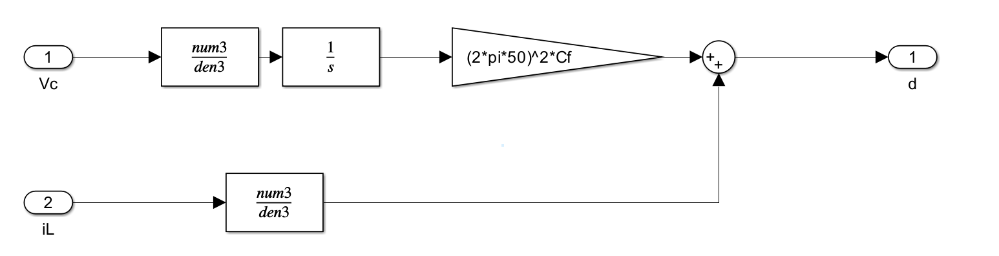 1
Vc
num3
den3
1
s
(2*pi*50)^2*Cf
+
+
1
d
2
iL
num3
den3